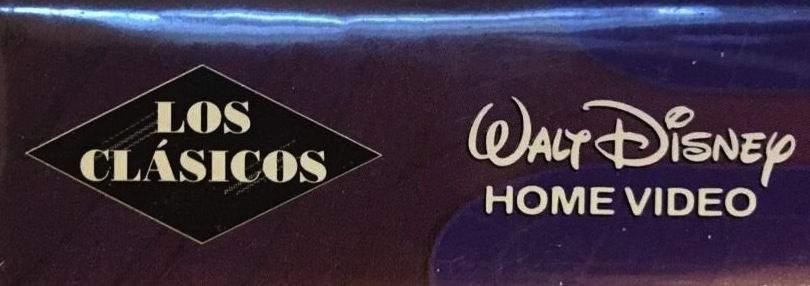 LOS
CLÁSICOS
WALT DISNEY
HOME VIDEO